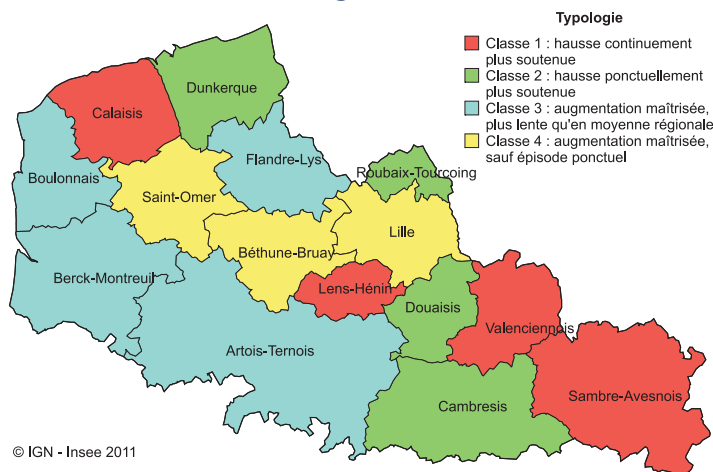 Typologie
Classe 1 : hausse continuement
plus soutenue
Classe 2 : hausse ponctuellement
plus soutenue
Classe 3 : augmentation maîtrisée,
plus lente qu'en moyenne régionale
Classe 4 : augmentation maîtrisée,
sauf épisode ponctuel
Dunkerque
Calaisis
Flandre-Lys
Boulonnais
Roubaix-Tourcoing
Saint-Omer
Lille
Béthune-Bruay
Berck-Montreuil
Lens-Hénin
Douaisis
Valenciennois
Artois-Ternois
Sambre-Avesnois
Cambresis
© IGN - Insee 2011